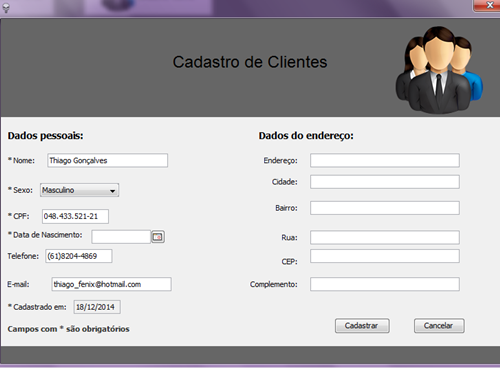 Cadastro de Clientes
Dados pessoais:
* Nome: Thiago Gonçalves
* Sexo: Masculino
* CPF: 048.433.521-21
* Data de Nascimento:
Telefone: (61)8204-4869
E-mail: thiago_fenix@hotmail.com
* Cadastrado em: 18/12/2014
Campos com * são obrigatórios
Dados do endereço:
Endereço:
Cidade:
Bairro:
Rua:
CEP:
Complemento:
Cadastrar Cancelar